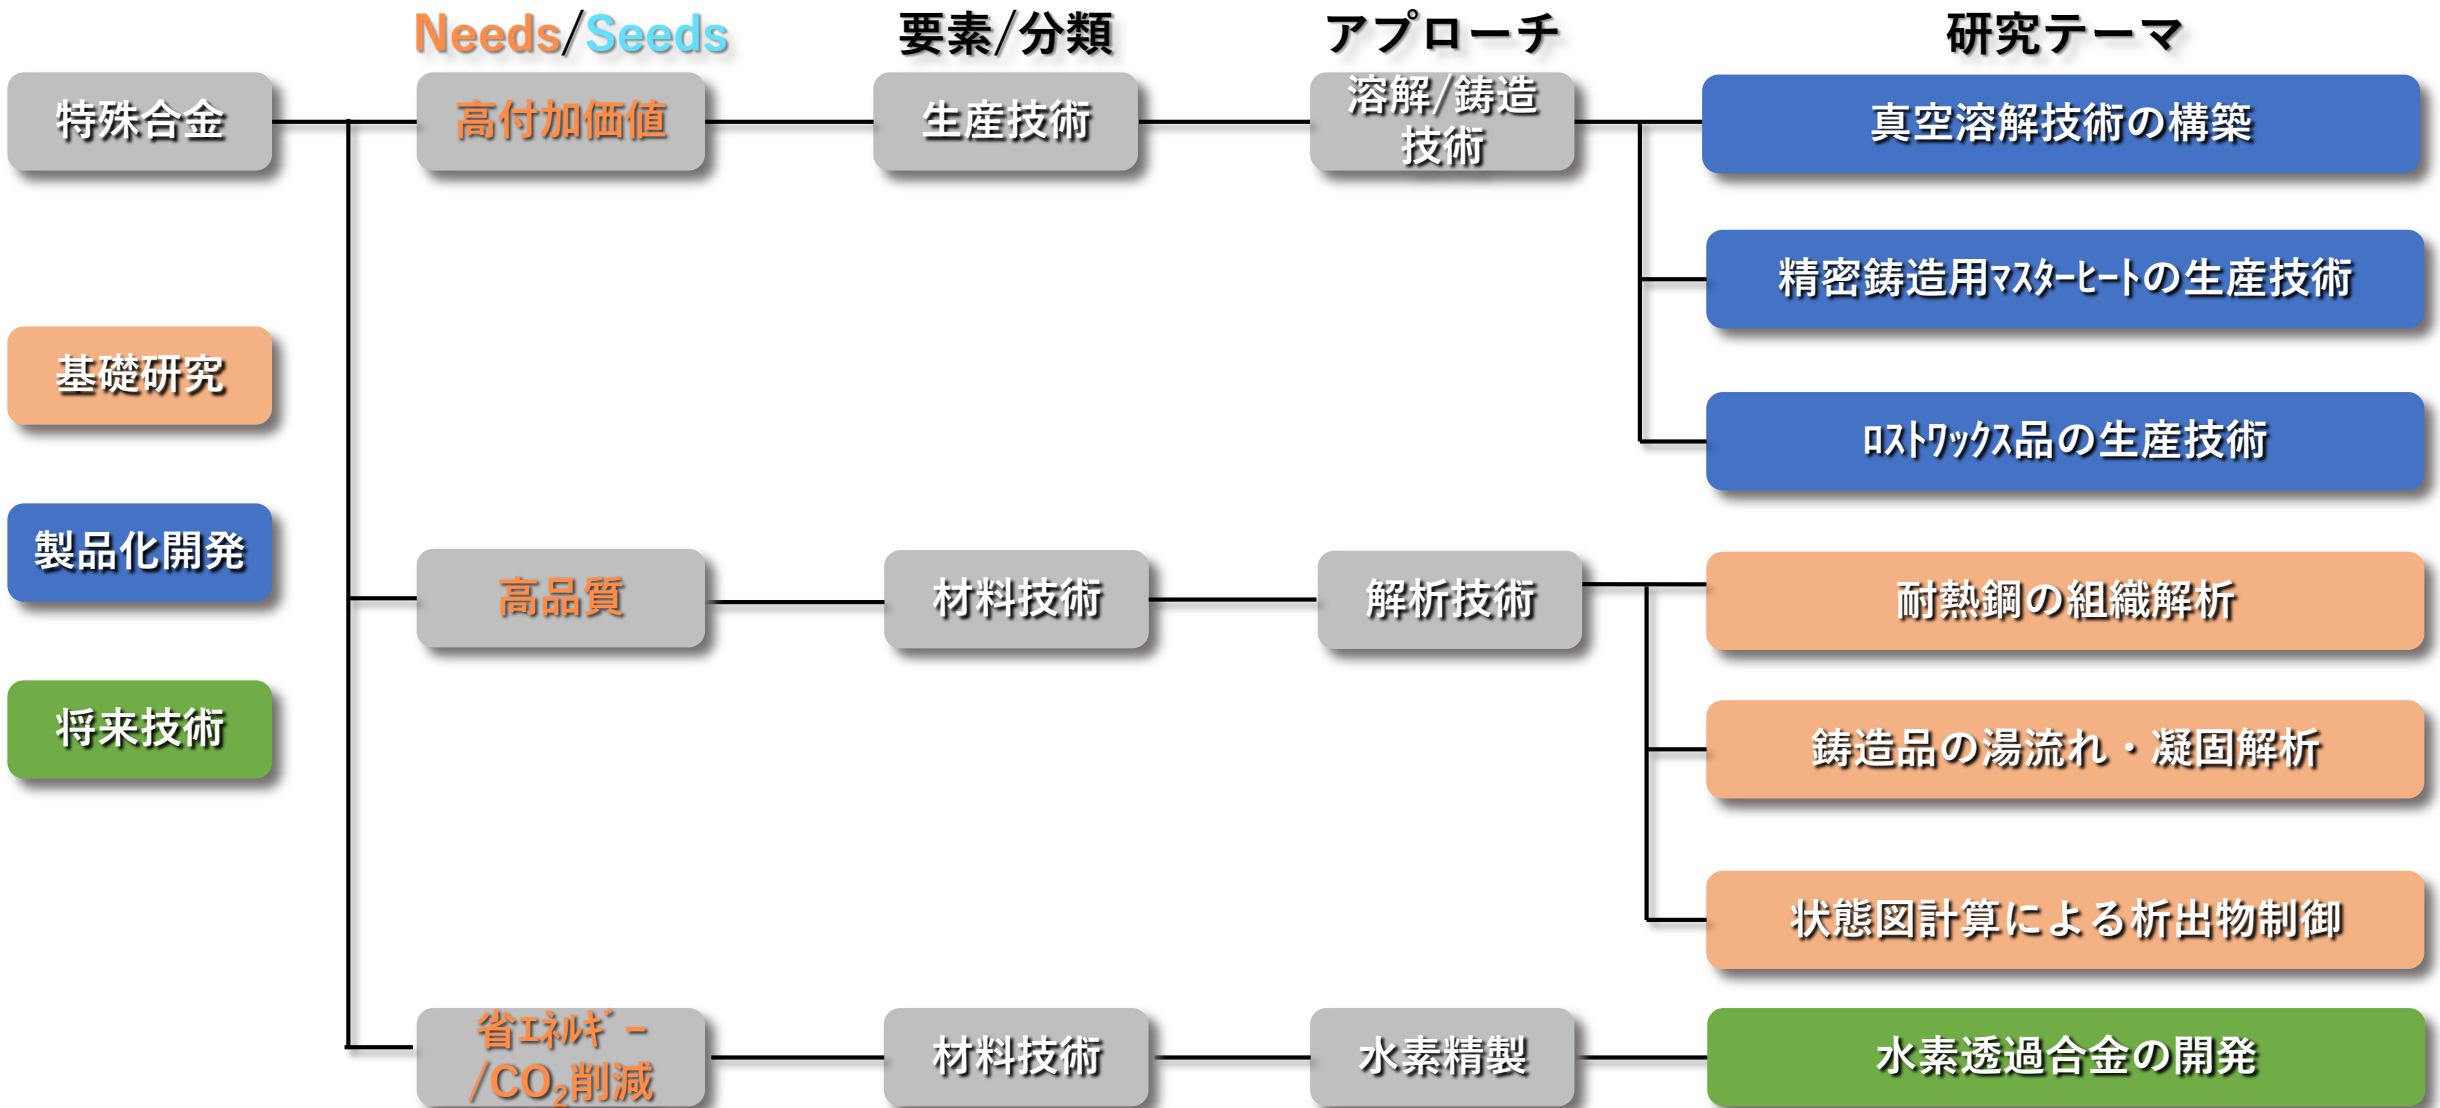 Needs/Seeds
要素/分類
アプローチ
研究テーマ
特殊合金
高付加価値
生産技術
溶解/鋳造
技術
真空溶解技術の構築
精密鋳造用ﾏｽﾀｰﾋｰﾄの生産技術
ﾛｽﾄﾜｯｸｽ品の生産技術
基礎研究
製品化開発
将来技術
高品質
材料技術
解析技術
耐熱鋼の組織解析
鋳造品の湯流れ・凝固解析
状態図計算による析出物制御
省ｴﾈﾙｷﾞｰ
/CO₂削減
材料技術
水素精製
水素透過合金の開発